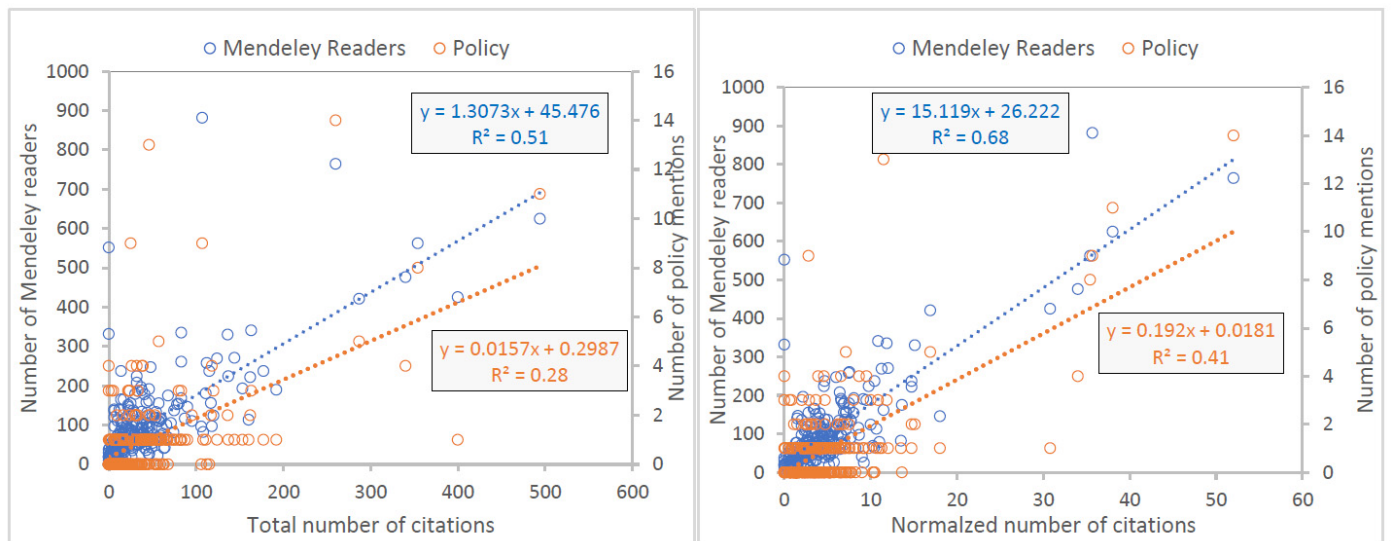 Mendeley Readers Policy
1000
900
800
700
600
500
400
300
200
100
0
16
14
12
10
8
6
4
2
0
0 100 200 300 400 500 600
Number of Mendeley readers
Number of policy mentions
Total number of citations
y = 1.3073x + 45.476
R² = 0.51
y = 0.0157x + 0.2987
R² = 0.28
Mendeley Readers Policy
1000
900
800
700
600
500
400
300
200
100
0
16
14
12
10
8
6
4
2
0
0 10 20 30 40 50 60
Number of Mendeley readers
Number of policy mentions
Normalzed number of citations
y = 15.119x + 26.222
R² = 0.68
y = 0.192x + 0.0181
R² = 0.41